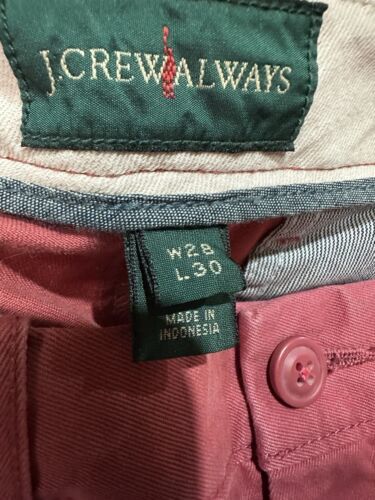 J.CREW ALWAYS
W28
L30
MADE IN
INDONESIA